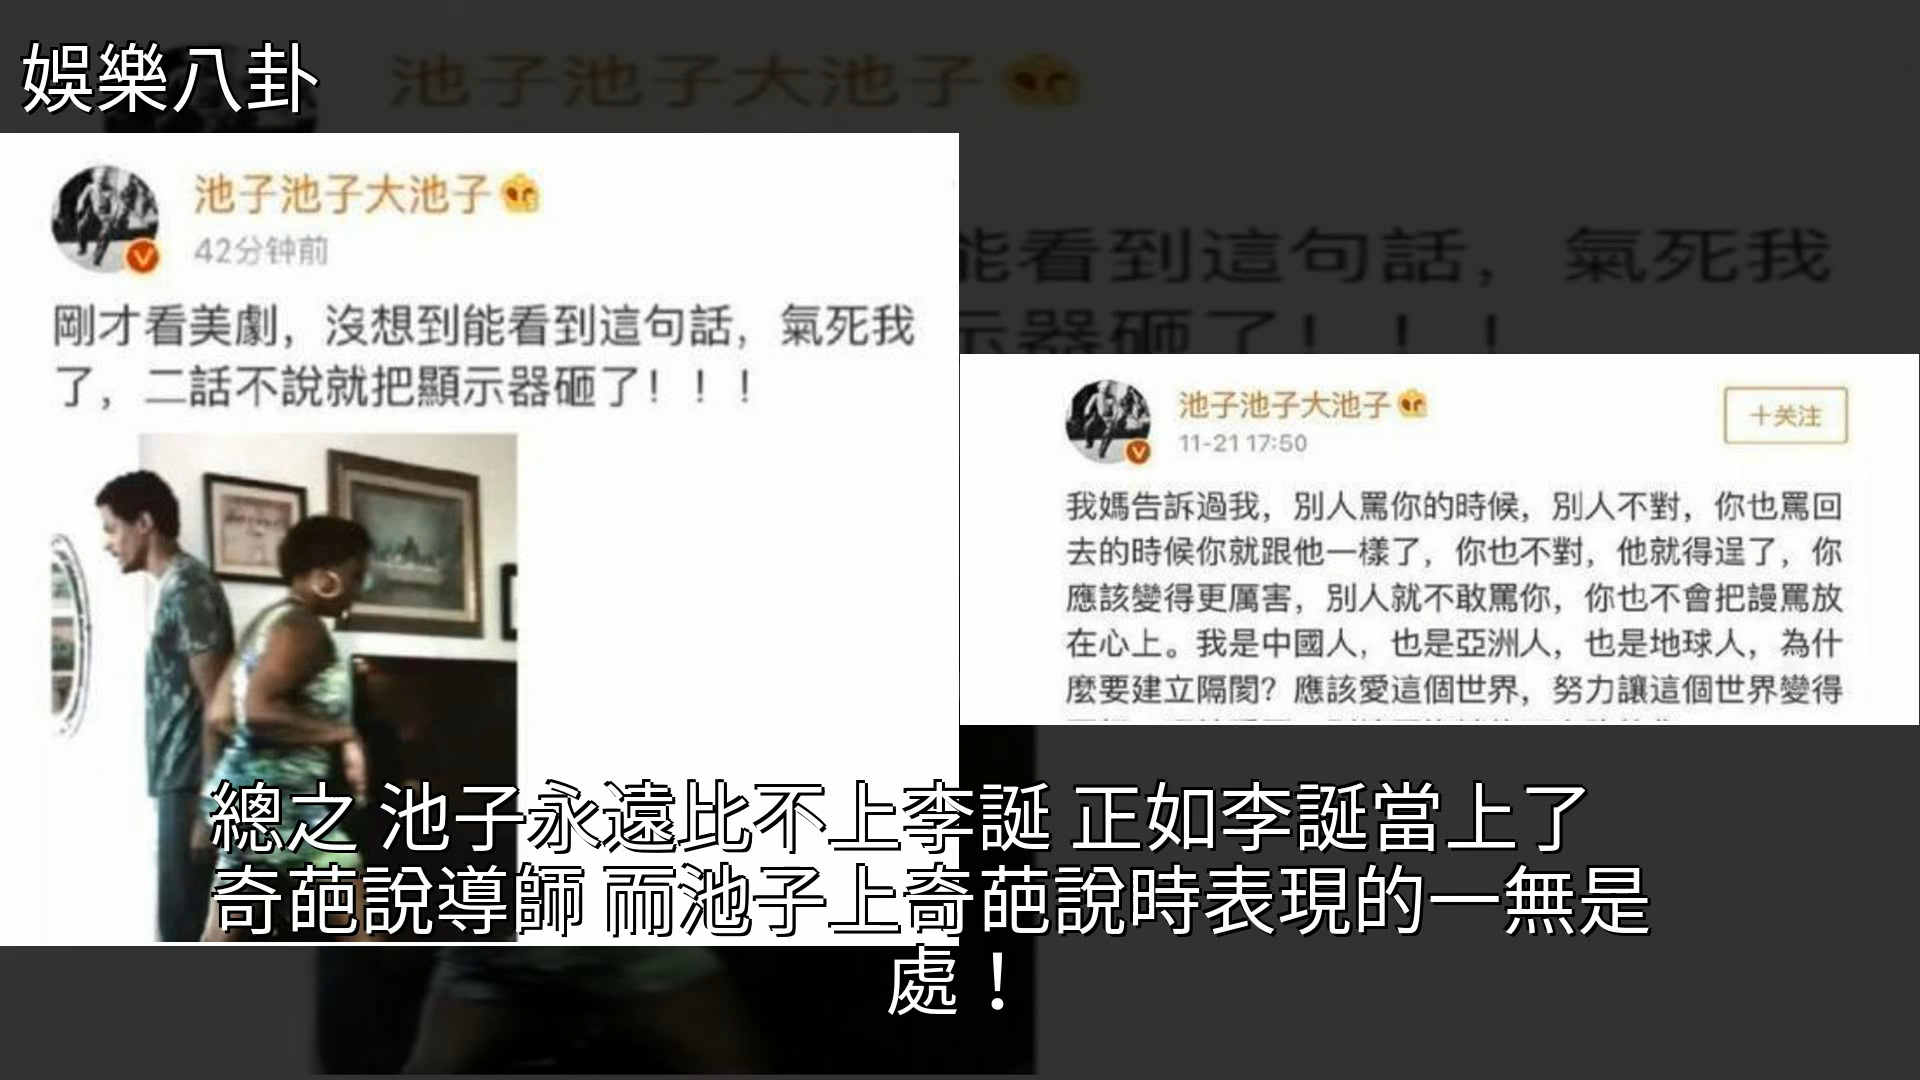 娛樂八卦
池子池子大池子
池子池子大池子
42分钟前
剛才看美劇，沒想到能看到這句話，氣死我
了，二話不說就把顯示器砸了！！！
能看到這句話，氣死我
示器砸了！！！
池子池子大池子
十关注
11-21 17:50
我媽告訴過我，別人罵你的時候，別人不對，你也罵回
去的時候你就跟他一樣了，你也不對，他就得逞了，你
應該變得更厲害，別人就不敢罵你，你也不會把謾罵放
在心上。我是中國人，也是亞洲人，也是地球人，為什
麼要建立隔閡？應該愛這個世界，努力讓這個世界變得
總之 池子永遠比不上李誕 正如李誕當上了
奇葩說導師 而池子上奇葩說時表現的一無是
處！